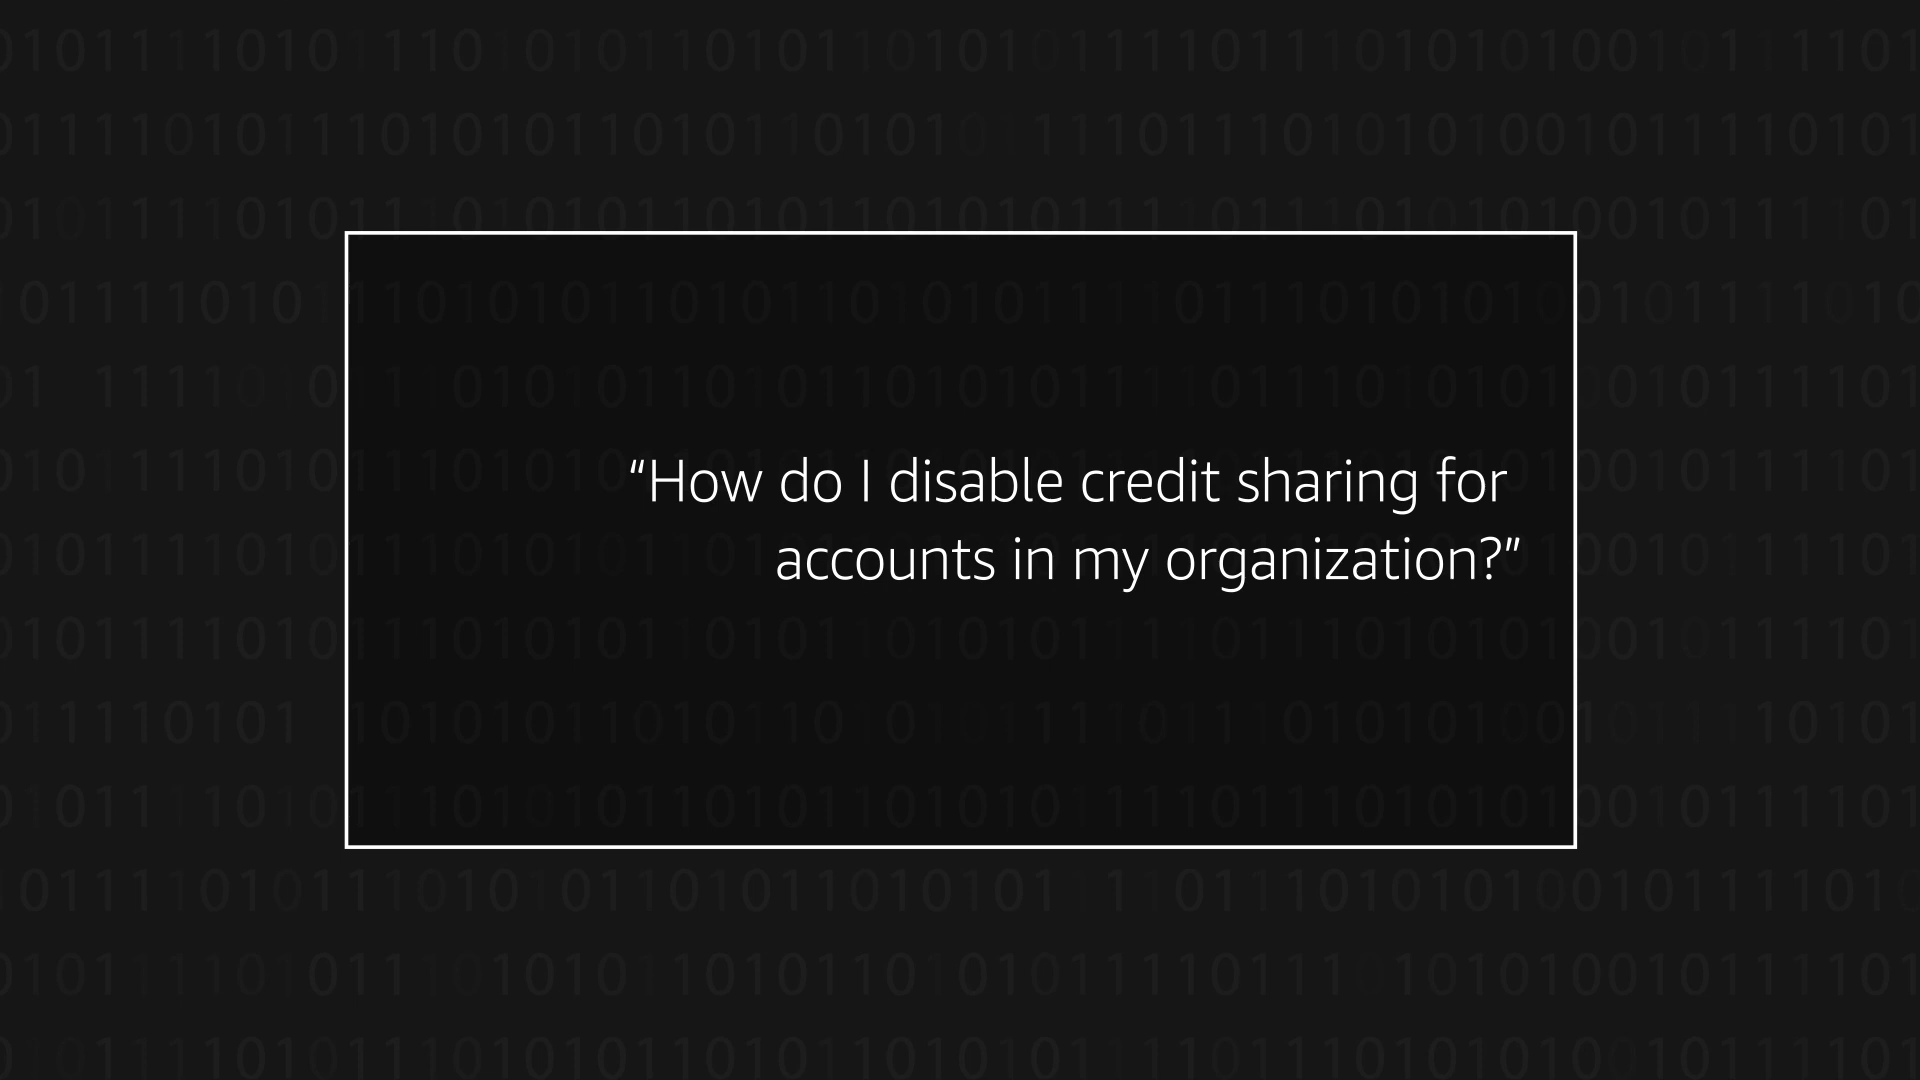 “How do I disable credit sharing for
accounts in my organization?”